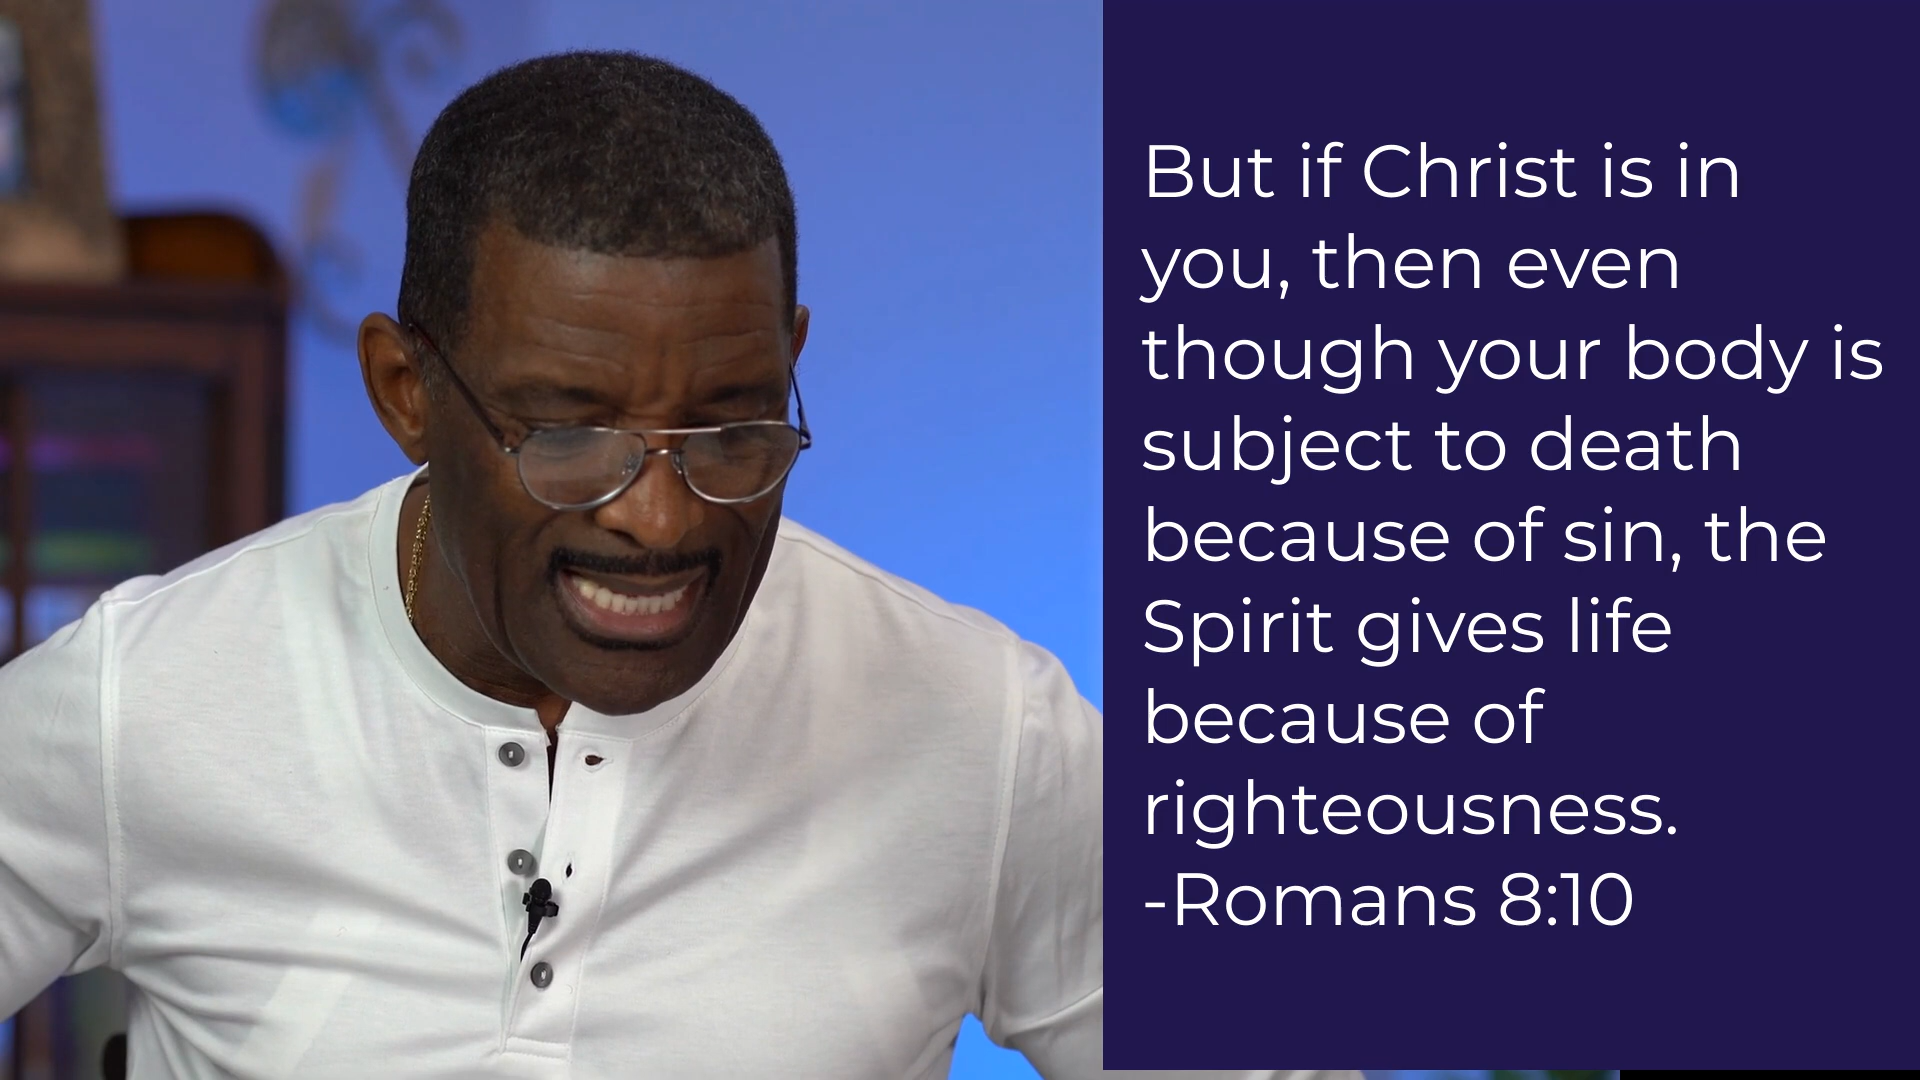 But if Christ is in
you, then even
though your body is
subject to death
because of sin, the
Spirit gives life
because of
righteousness.
-Romans 8:10